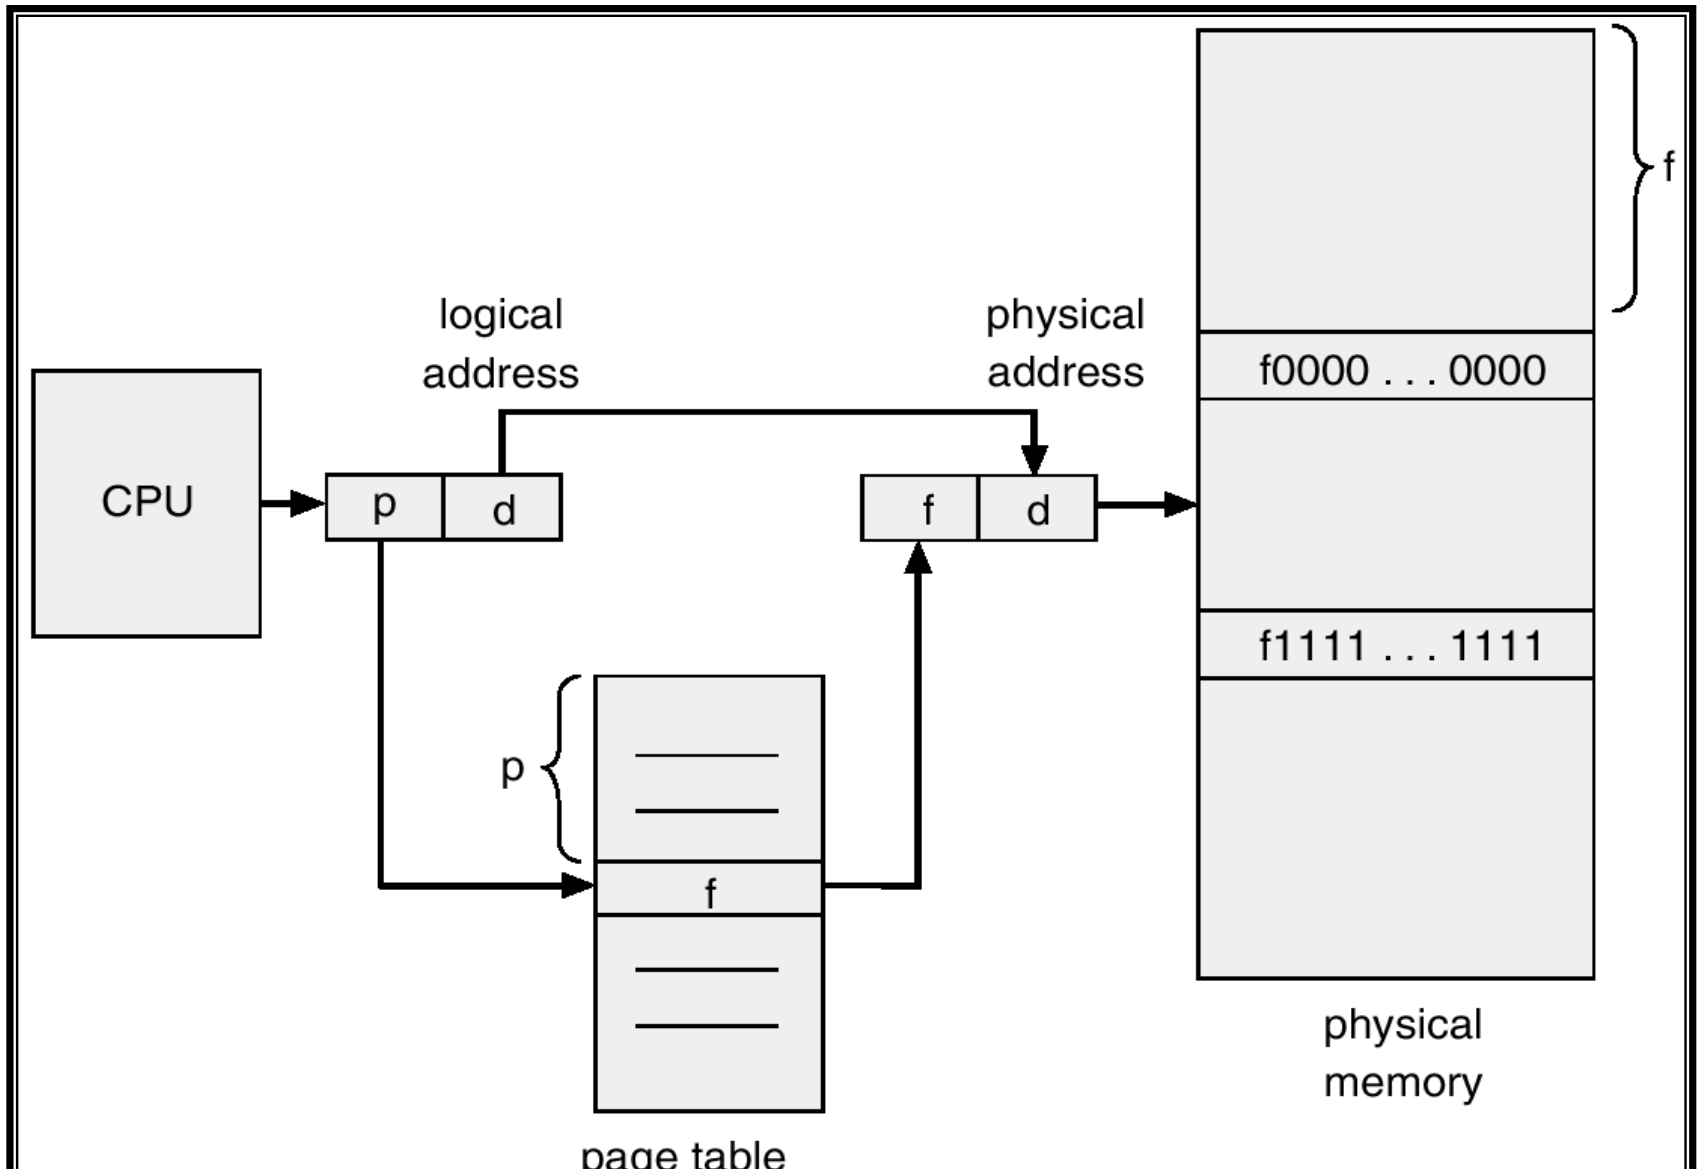 f
f0000 . . . 0000
logical
address
physical
address
CPU
p
d
f
d
f1111 . . . 1111
p
f
physical
memory
page table